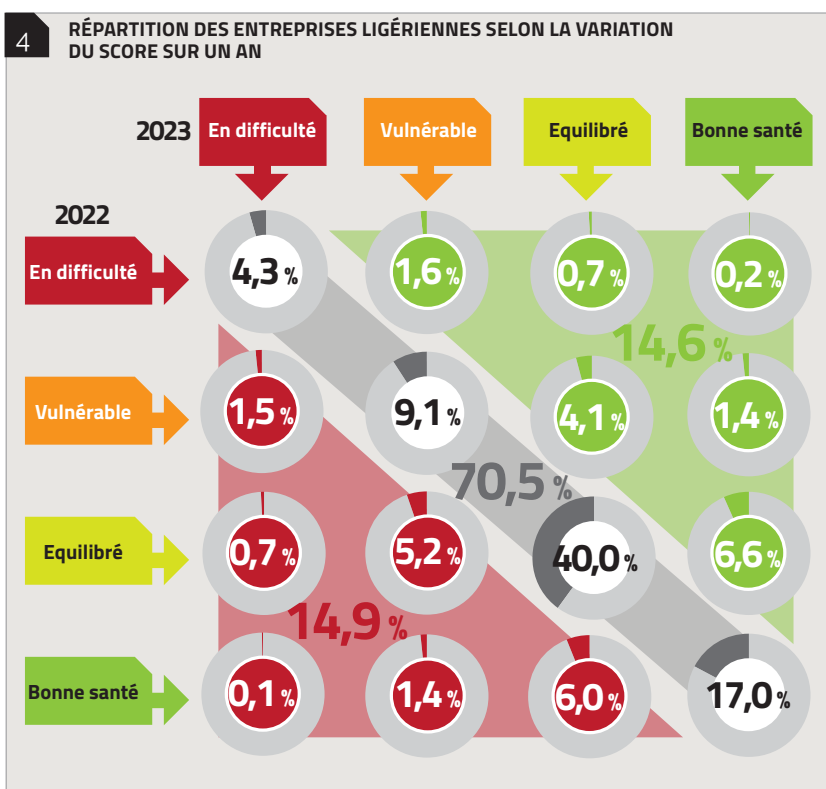 4
RÉPARTITION DES ENTREPRISES LIGÉRIENNES SELON LA VARIATION
DU SCORE SUR UN AN
2023 En difficulté Vulnérable Equilibré Bonne santé
2022
En difficulté 4,3 % 1,6 % 0,7 % 0,2 %
14,6 %
Vulnérable 1,5 % 9,1 % 4,1 % 1,4 %
70,5 %
Equilibré 0,7 % 5,2 % 40,0 % 6,6 %
14,9 %
Bonne santé 0,1 % 1,4 % 6,0 % 17,0 %